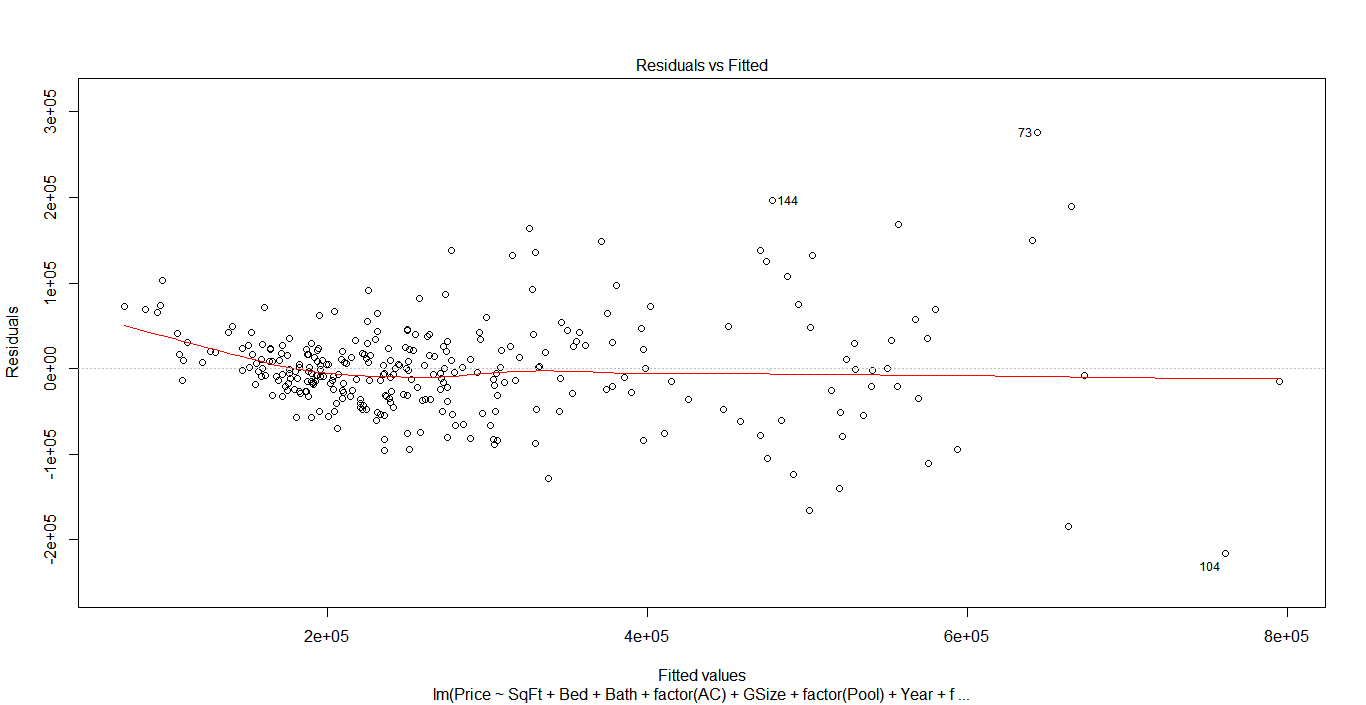 Residuals vs Fitted
3e+05
2e+05
1e+05
0e+00
-1e+05
-2e+05
Residuals
73
144
104
2e+05 4e+05 6e+05 8e+05
Fitted values
lm(Price ~ SqFt + Bed + Bath + factor(AC) + GSize + factor(Pool) + Year + f ...